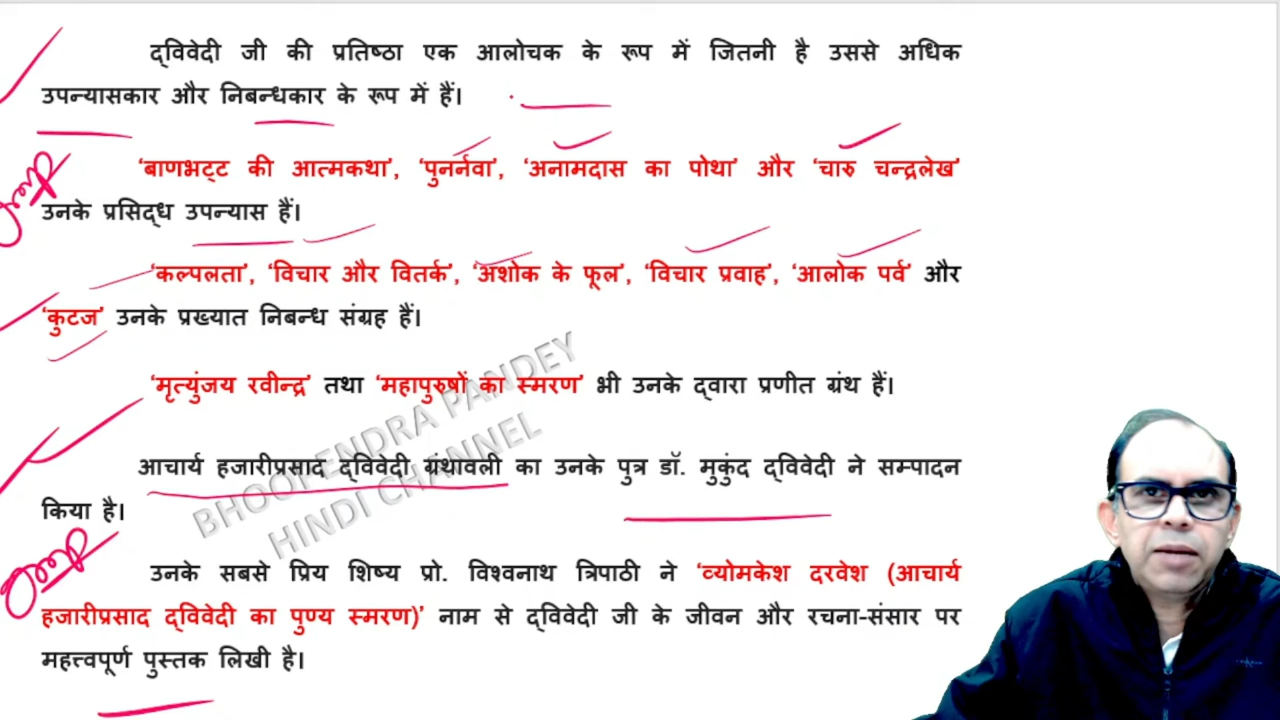 द्विवेदी जी की प्रतिष्ठा एक आलोचक के रूप में जितनी है उससे अधिक
उपन्यासकार और निबन्धकार के रूप में हैं।
‘बाणभट्ट की आत्मकथा’, ‘पुनर्नवा’, ‘अनामदास का पोथा’ और ‘चारु चन्द्रलेख’
उनके प्रसिद्ध उपन्यास हैं।
‘कल्पलता’, ‘विचार और वितर्क’, ‘अशोक के फूल’, ‘विचार प्रवाह’, ‘आलोक पर्व’ और
‘कुटज’ उनके प्रख्यात निबन्ध संग्रह हैं।
‘मृत्युंजय रवीन्द्र’ तथा ‘महापुरुषों का स्मरण’ भी उनके द्वारा प्रणीत ग्रंथ हैं।
आचार्य हजारीप्रसाद द्विवेदी ग्रंथावली का उनके पुत्र डॉ. मुकुंद द्विवेदी ने सम्पादन
किया है।
उनके सबसे प्रिय शिष्य प्रो. विश्वनाथ त्रिपाठी ने ‘व्योमकेश दरवेश (आचार्य
हजारीप्रसाद द्विवेदी का पुण्य स्मरण)’ नाम से द्विवेदी जी के जीवन और रचना-संसार पर
महत्त्वपूर्ण पुस्तक लिखी है।
BHOOPENDRA PANDEY
HINDI CHANNEL